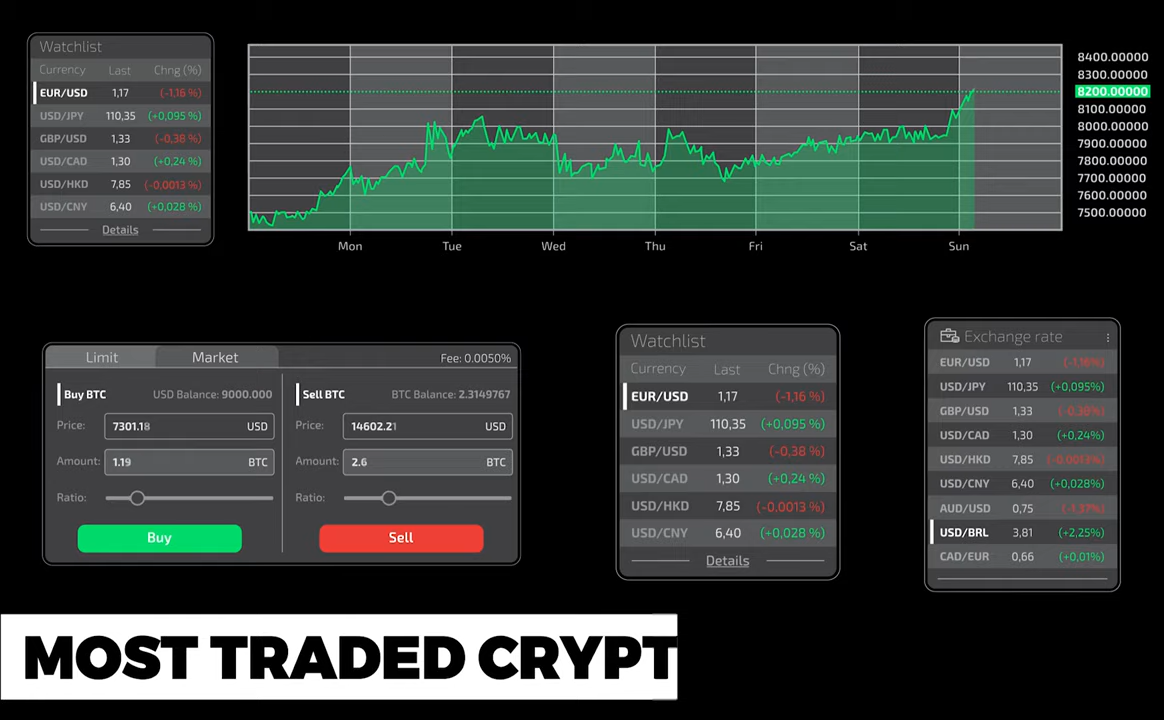 Watchlist
Currency Last Chng (%)
EUR/USD 1,17 (-1,16 %)
USD/JPY 110,35 (+0,095 %)
GBP/USD 1,33 (-0,38 %)
USD/CAD 1,30 (+0,24 %)
USD/HKD 7,85 (-0,0013 %)
USD/CNY 6,40 (+0,028 %)
Details
8400.00000
8300.00000
8200.00000
8100.00000
8000.00000
7900.00000
7800.00000
7700.00000
7600.00000
7500.00000
Mon Tue Wed Thu Fri Sat Sun
Limit Market Fee: 0.0050%
Buy BTC USD Balance: 9000.000
Price: 7301.18 USD
Amount: 1.19 BTC
Ratio:
Buy
Sell BTC BTC Balance: 2.3149767
Price: 14602.21 USD
Amount: 2.6 BTC
Ratio:
Sell
Watchlist
Currency Last Chng (%)
EUR/USD 1,17 (-1,16 %)
USD/JPY 110,35 (+0,095 %)
GBP/USD 1,33 (-0,38 %)
USD/CAD 1,30 (+0,24 %)
USD/HKD 7,85 (-0.0013 %)
USD/CNY 6,40 (+0,028 %)
Details
Exchange rate
EUR/USD 1,17 (-1,16%)
USD/JPY 110,35 (+0,095%)
GBP/USD 1,33 (-0,38%)
USD/CAD 1,30 (+0,24%)
USD/HKD 7,85 (-0.0013%)
USD/CNY 6,40 (+0,028%)
AUD/USD 0,75 (-1,37%)
USD/BRL 3,81 (+2,25%)
CAD/EUR 0,66 (+0,01%)
MOST TRADED CRYPT